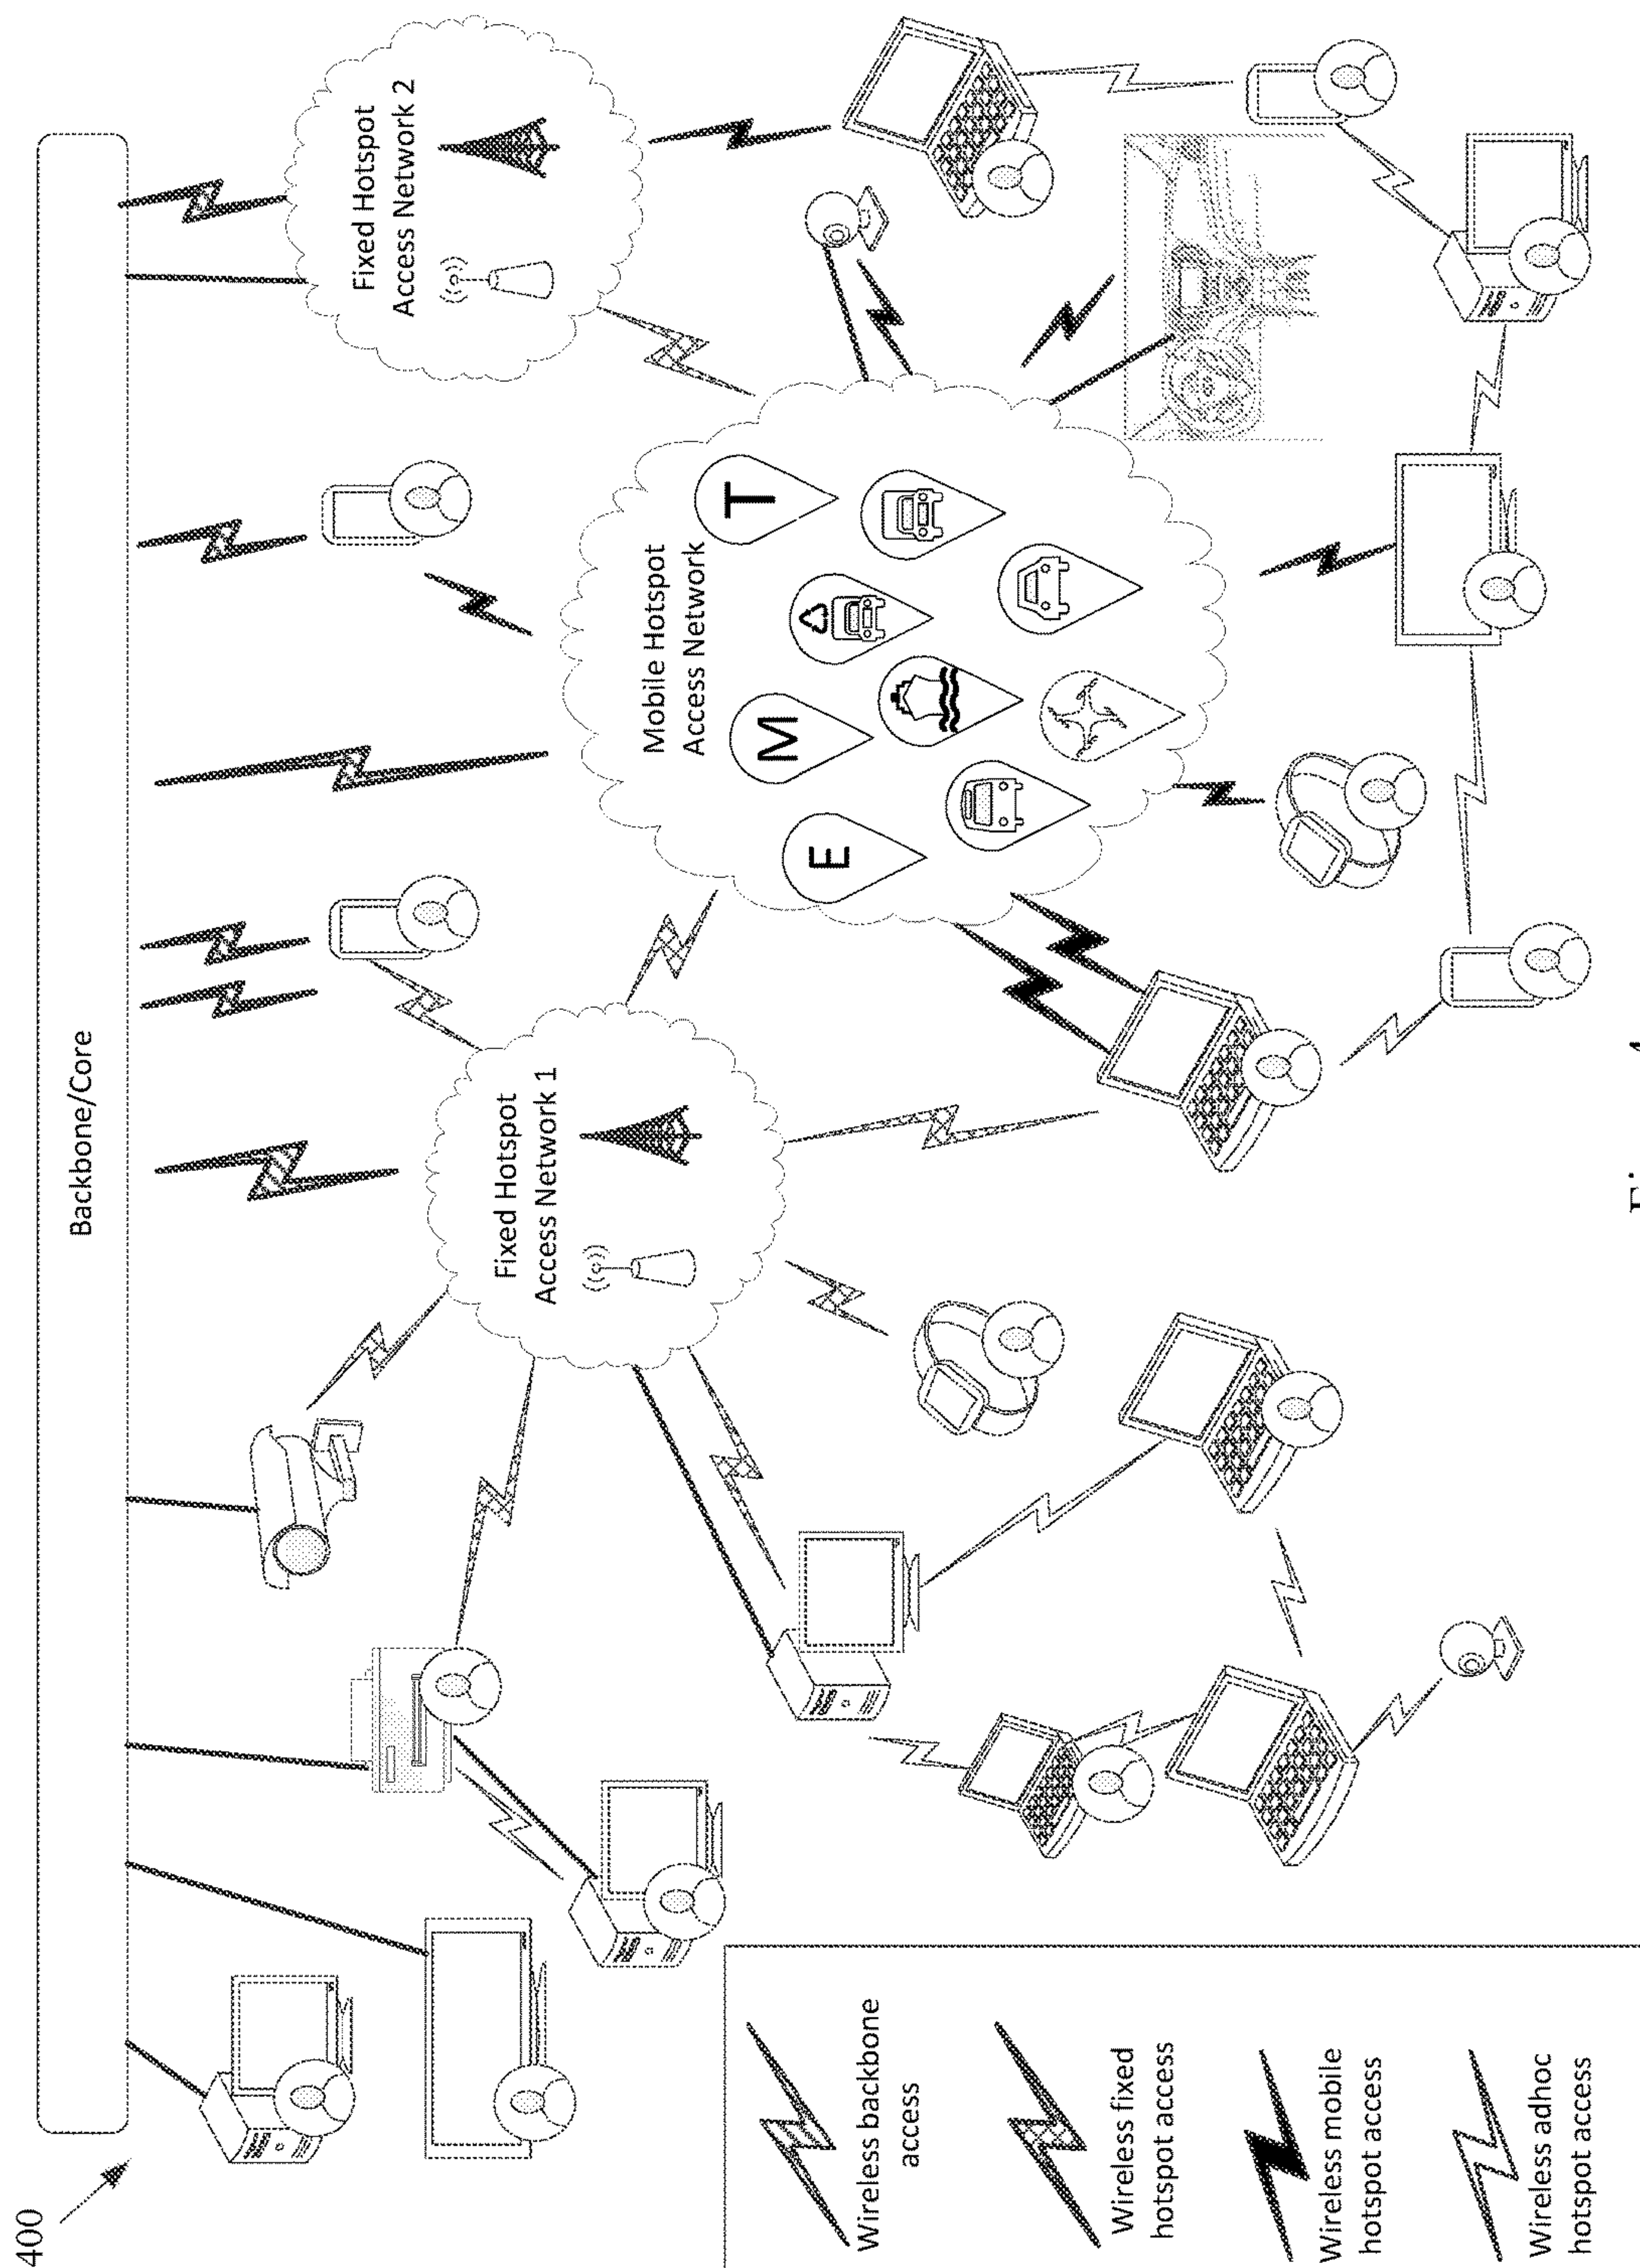 400
Backbone/Core
Fixed Hotspot
Access Network 1
Fixed Hotspot
Access Network 2
Mobile Hotspot
Access Network
E
M
T
Wireless backbone
access
Wireless fixed
hotspot access
Wireless mobile
hotspot access
Wireless adhoc
hotspot access